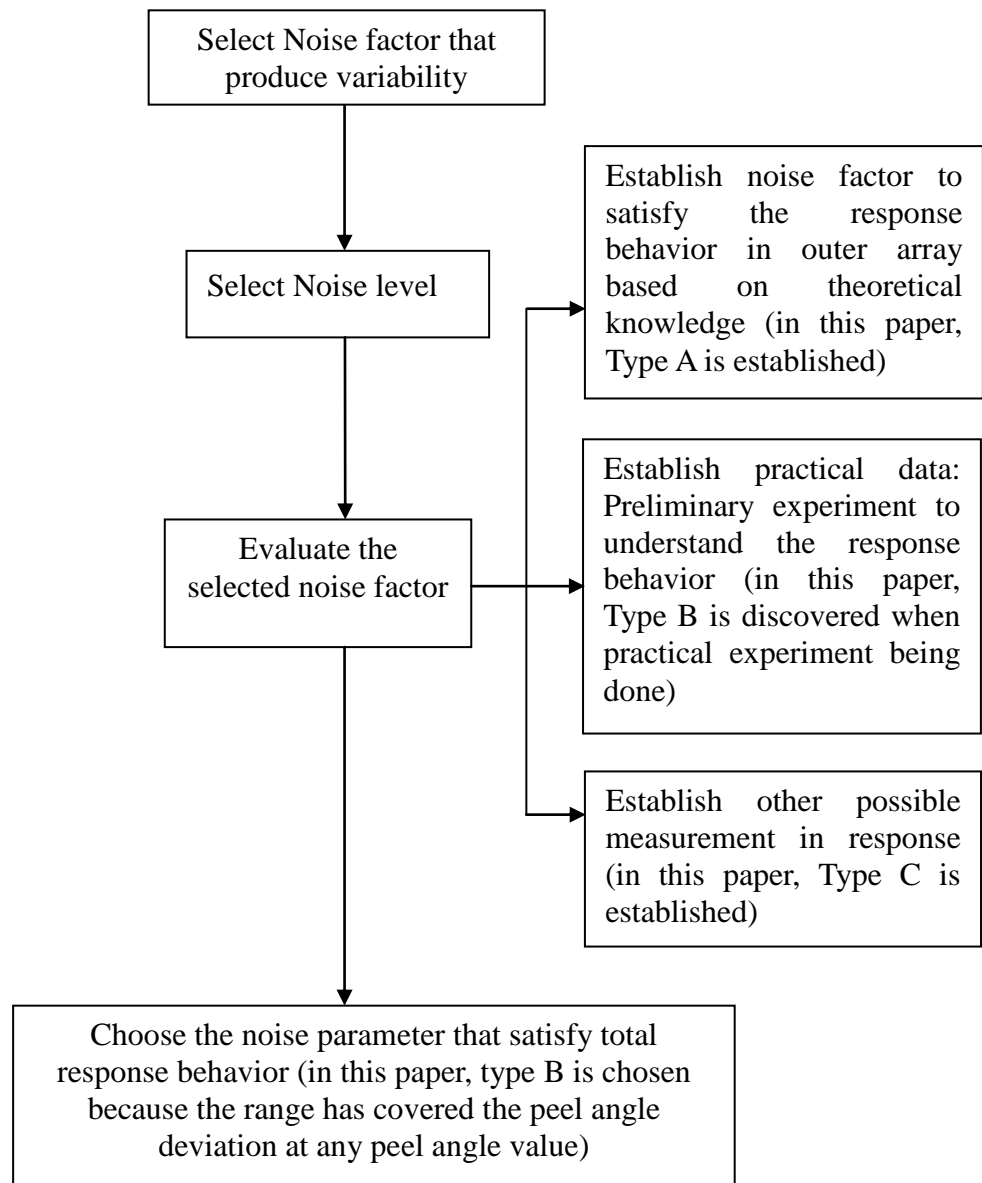 Select Noise factor that
produce variability
Select Noise level
Evaluate the
selected noise factor
Establish noise factor to
satisfy the response
behavior in outer array
based on theoretical
knowledge (in this paper,
Type A is established)
Establish practical data:
Preliminary experiment to
understand the response
behavior (in this paper,
Type B is discovered when
practical experiment being
done)
Establish other possible
measurement in response
(in this paper, Type C is
established)
Choose the noise parameter that satisfy total
response behavior (in this paper, type B is chosen
because the range has covered the peel angle
deviation at any peel angle value)